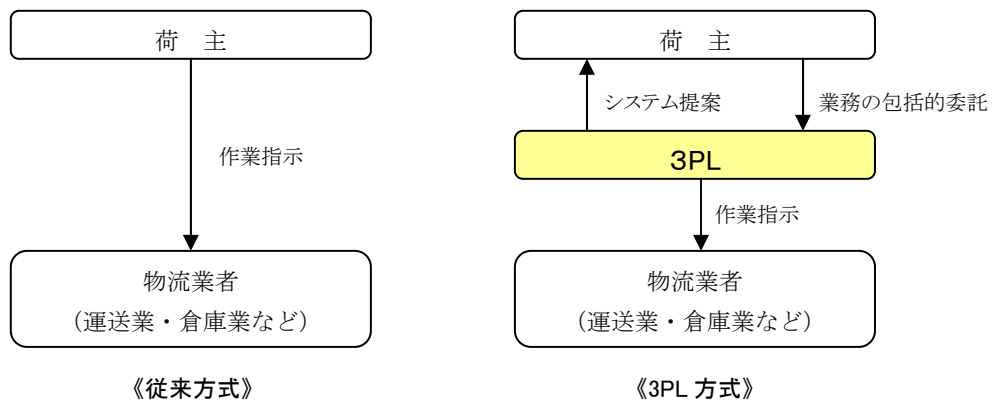 荷　主
作業指示
物流業者
（運送業・倉庫業など）
《従来方式》
荷　主
システム提案
業務の包括的委託
3PL
作業指示
物流業者
（運送業・倉庫業など）
《3PL 方式》